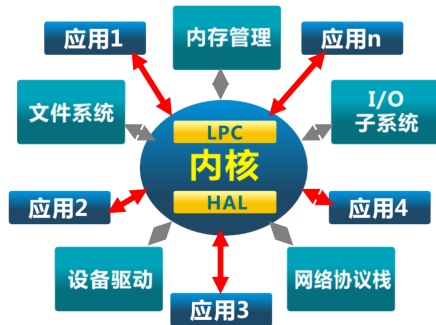 应用1
内存管理
应用n
文件系统
I/O
子系统
LPC
内核
HAL
应用2
应用4
设备驱动
应用3
网络协议栈